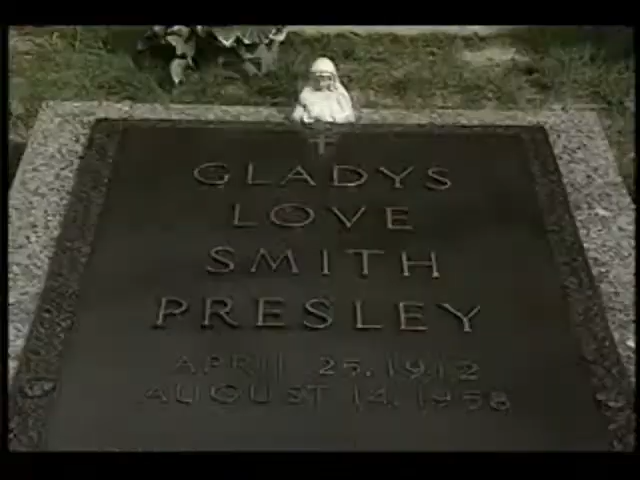 GLADYS
LOVE
SMITH
PRESLEY
APRIL 25, 1912
AUGUST 14, 1958